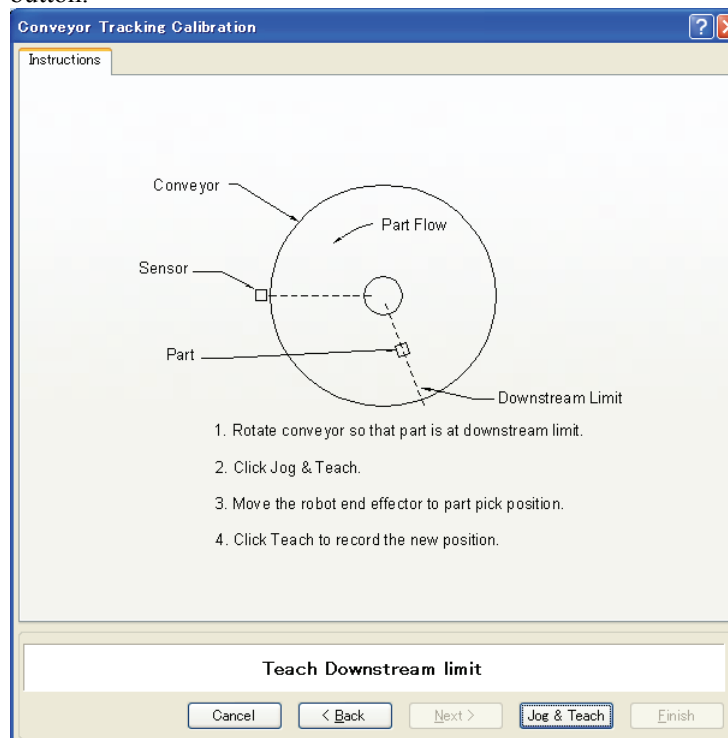 button.
Conveyor Tracking Calibration
Instructions
Conveyor
Part Flow
Sensor
Part
Downstream Limit
1. Rotate conveyor so that part is at downstream limit.
2. Click Jog & Teach.
3. Move the robot end effector to part pick position.
4. Click Teach to record the new position.
Teach Downstream limit
Cancel
< Back
Next >
Jog & Teach
Finish